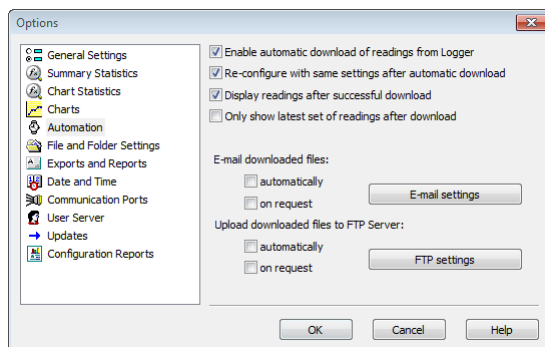 Options
General Settings
Summary Statistics
Chart Statistics
Charts
Automation
File and Folder Settings
Exports and Reports
Date and Time
Communication Ports
User Server
Updates
Configuration Reports
Enable automatic download of readings from Logger
Re-configure with same settings after automatic download
Display readings after successful download
Only show latest set of readings after download
E-mail downloaded files:
automatically
on request
E-mail settings
Upload downloaded files to FTP Server:
automatically
on request
FTP settings
OK
Cancel
Help